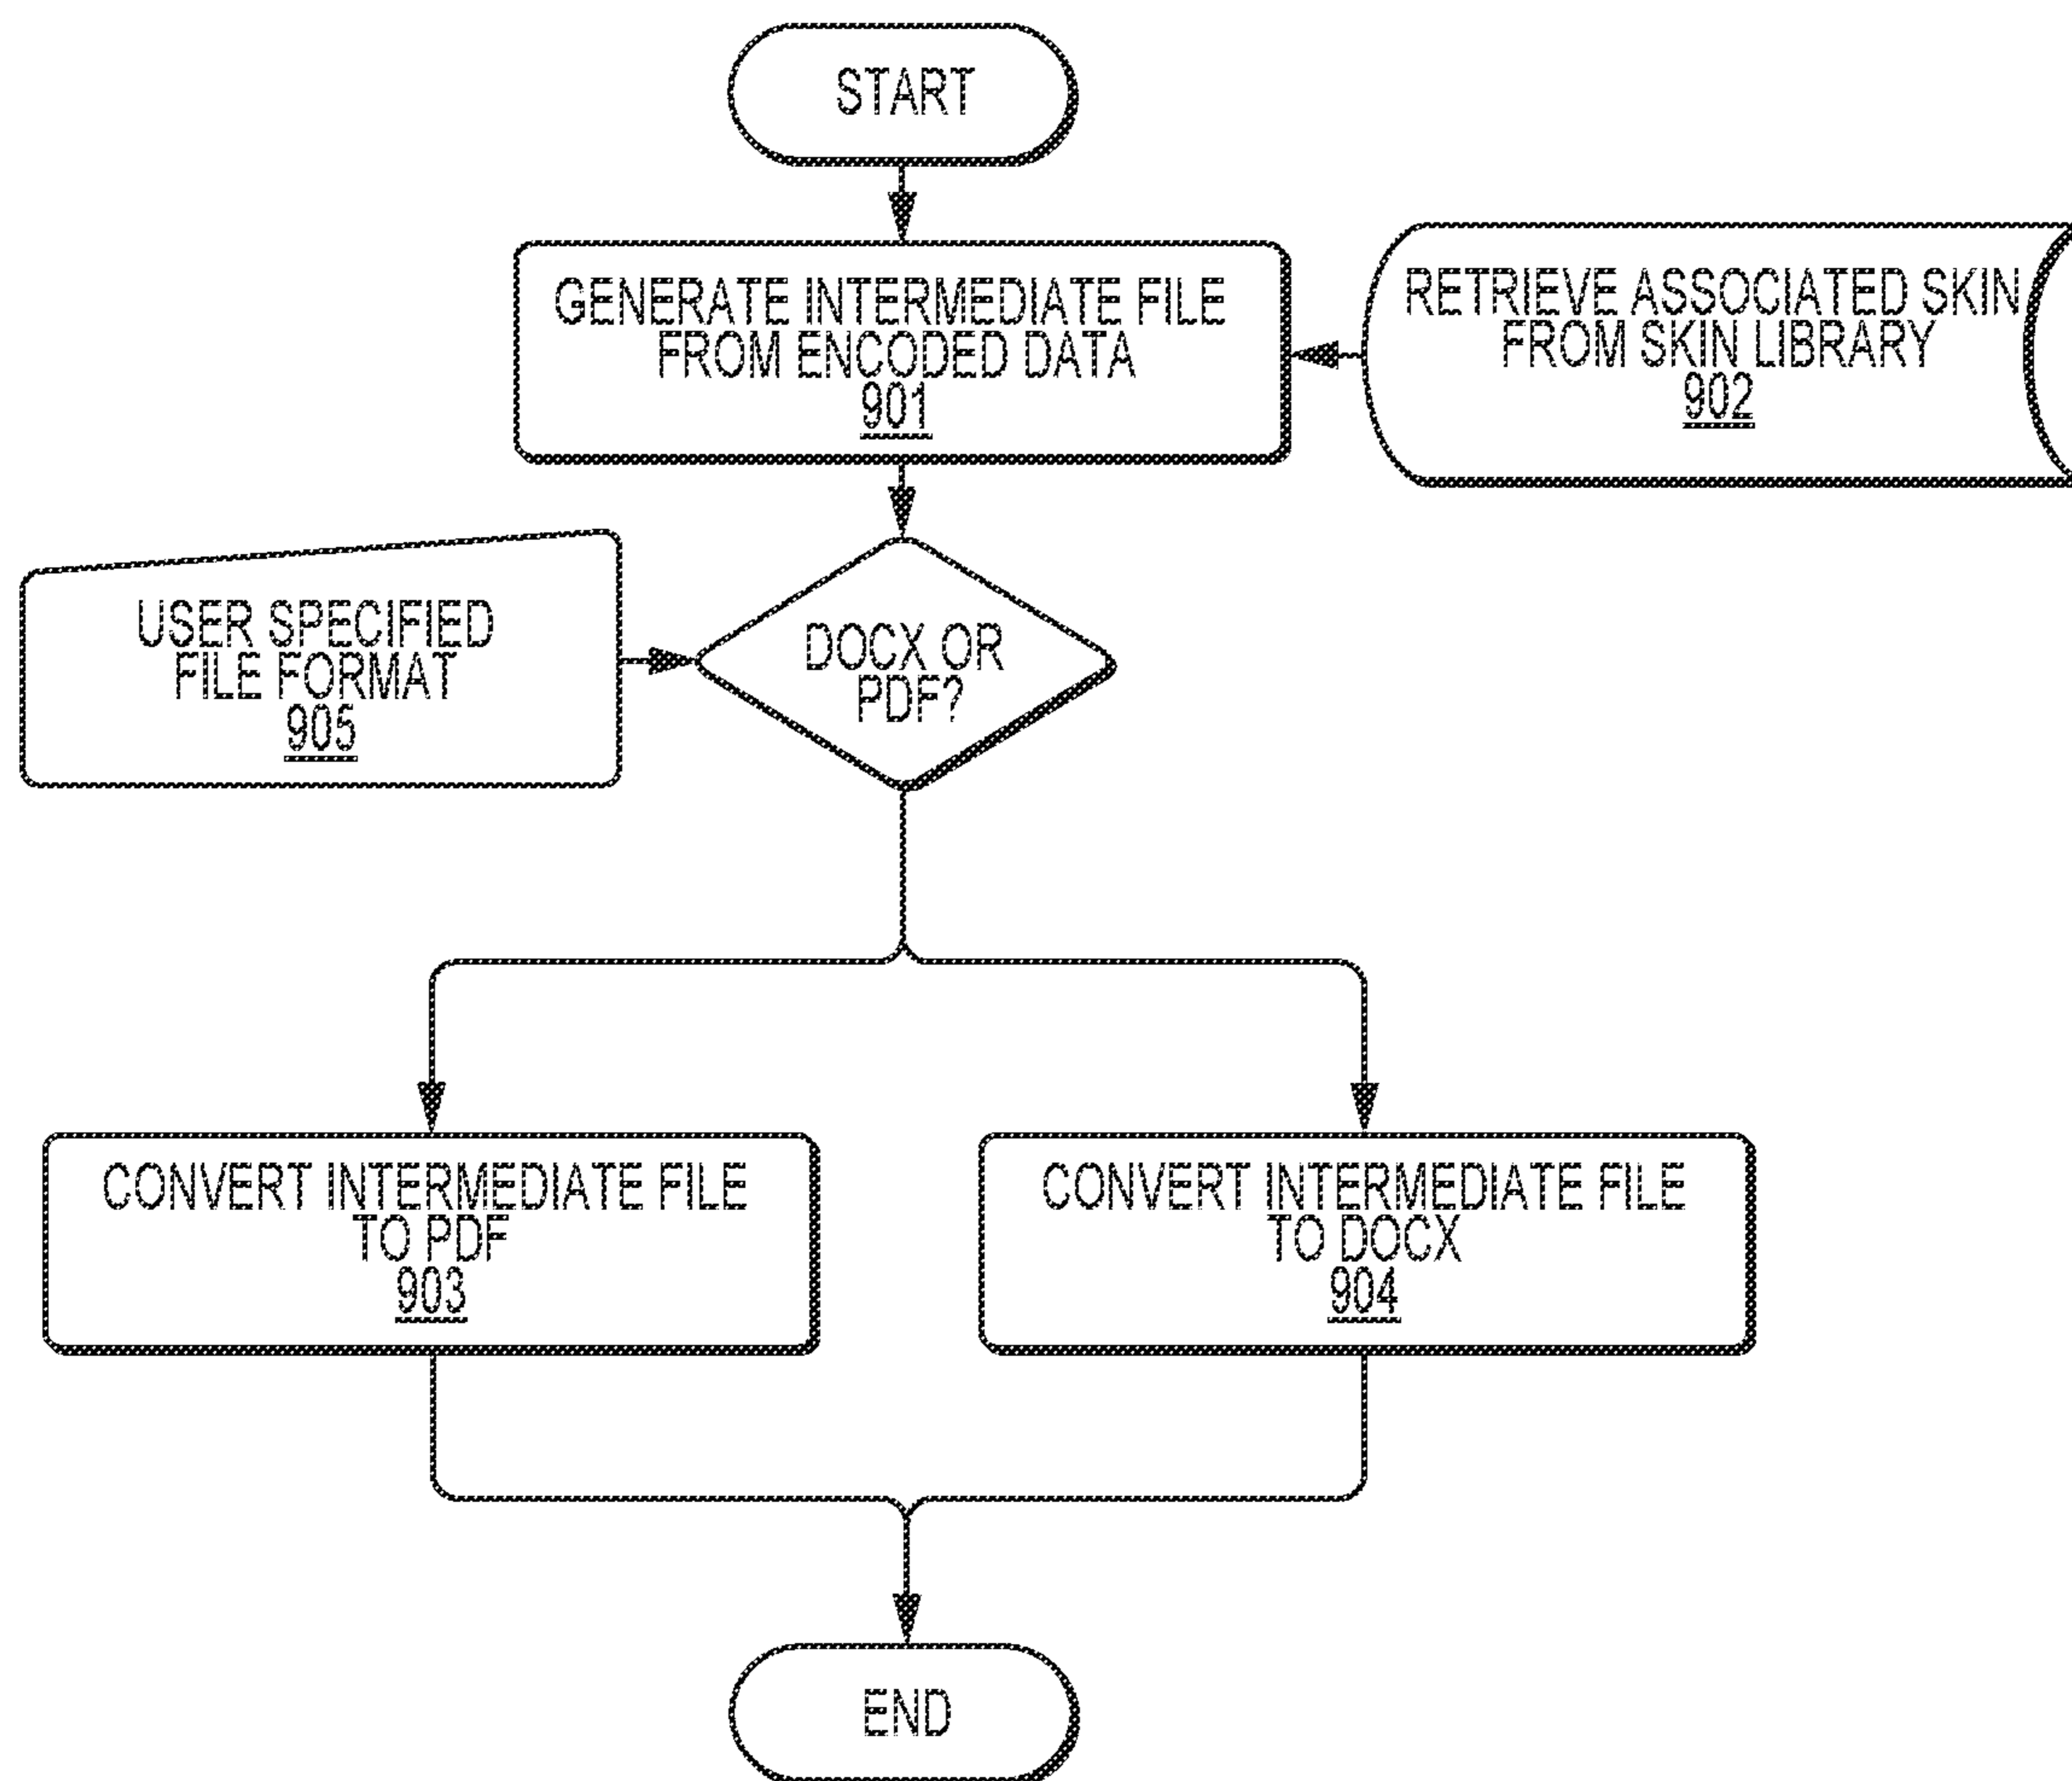 START
GENERATE INTERMEDIATE FILE
FROM ENCODED DATA
901
RETRIEVE ASSOCIATED SKIN
FROM SKIN LIBRARY
902
USER SPECIFIED
FILE FORMAT
905
DOCX OR
PDF?
CONVERT INTERMEDIATE FILE
TO PDF
903
CONVERT INTERMEDIATE FILE
TO DOCX
904
END